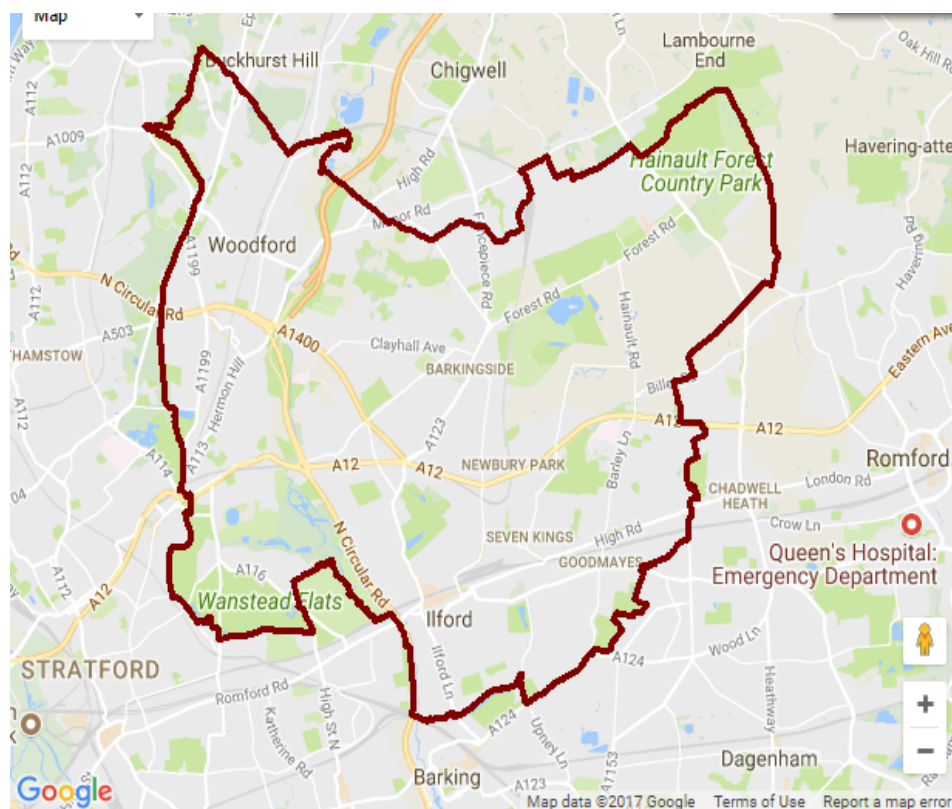 Map
A112
Buckhurst Hill
Chigwell
Lambourne
End
Oak Hill Rd
A1009
High Rd
Hainault Forest
Country Park
Havering-atte
A112
Manor Rd
Fencepiece Rd
Forest Rd
A1199
Woodford
N Circular Rd
A112
A503
A1400
Forest Rd
Hainault Rd
Clayhall Ave
BARKINGSIDE
THAMSTOW
A1199
Hermon Hill
Eastern Ave
A112
A123
A12
A12
A113
A114
A12
A12
NEWBURY PARK
Barley Ln
Romford
London Rd
CHADWELL
HEATH
Crow Ln
N Circular Rd
SEVEN KINGS
High Rd
GOODMAYES
Queen's Hospital:
Emergency Department
A12
A116
Wanstead Flats
Ilford
STRATFORD
Ilford Ln
A124
Wood Ln
Romford Rd
High St N
Katherine Rd
A124
Upney Ln
Heathway
Barking
A123
A1153
Dagenham
Google
Map data ©2017 Google
Terms of Use
Report a map error